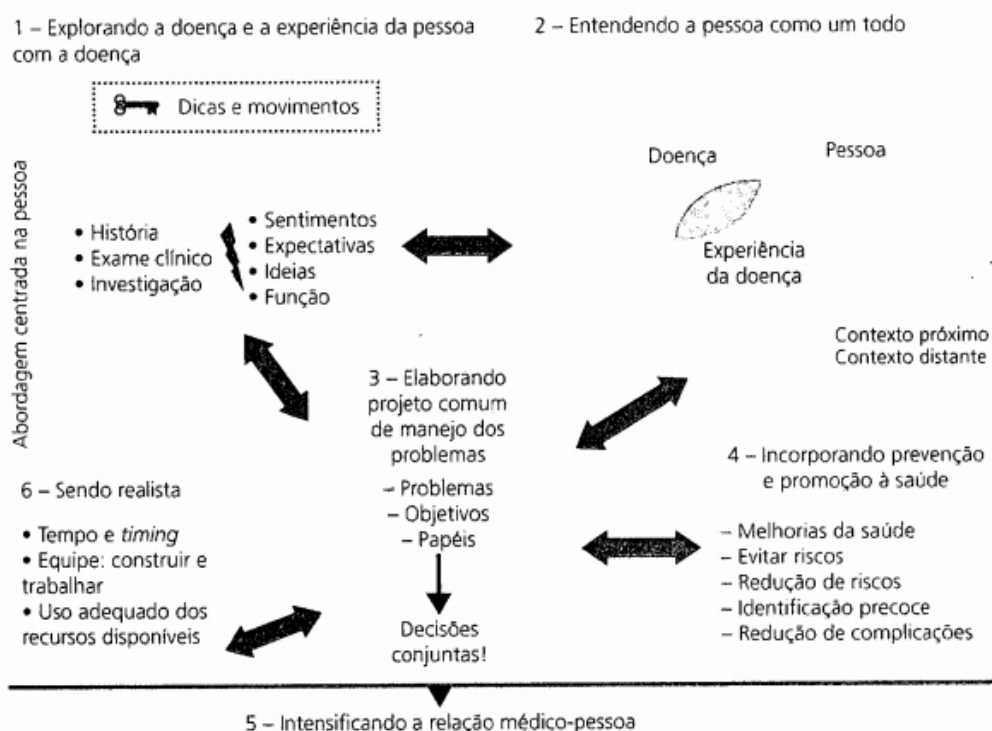 1 – Explorando a doença e a experiência da pessoa
com a doença
2 – Entendendo a pessoa como um todo
Dicas e movimentos
Abordagem centrada na pessoa
• História
• Exame clínico
• Investigação
• Sentimentos
• Expectativas
• Ideias
• Função
Doença
Pessoa
Experiência
da doença
Contexto próximo
Contexto distante
3 – Elaborando
projeto comum
de manejo dos
problemas
– Problemas
– Objetivos
– Papéis
Decisões
conjuntas!
4 – Incorporando prevenção
e promoção à saúde
– Melhorias da saúde
– Evitar riscos
– Redução de riscos
– Identificação precoce
– Redução de complicações
6 – Sendo realista
• Tempo e timing
• Equipe: construir e
trabalhar
• Uso adequado dos
recursos disponíveis
5 – Intensificando a relação médico-pessoa